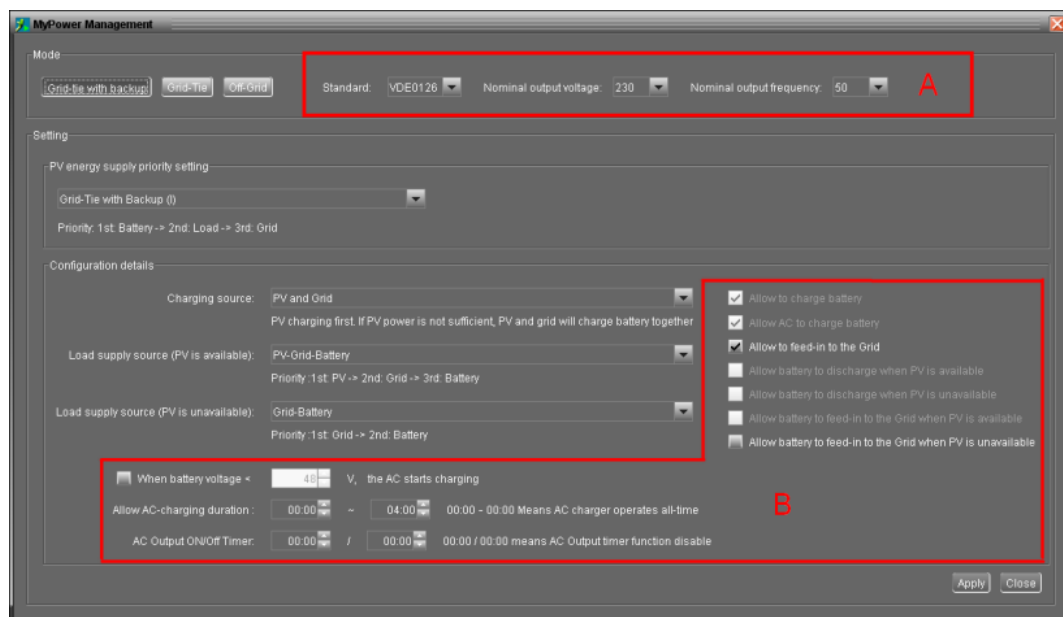 MyPower Management
Mode
Grid-tie with backup Grid-Tie Off-Grid Standard: VDE0126 Nominal output voltage: 230 Nominal output frequency: 50 A
Setting
PV energy supply priority setting
Grid-Tie with Backup (I)
Priority: 1st: Battery -> 2nd: Load -> 3rd: Grid
Configuration details
Charging source: PV and Grid
PV charging first. If PV power is not sufficient, PV and grid will charge battery together
Load supply source (PV is available): PV-Grid-Battery
Priority :1st: PV -> 2nd: Grid -> 3rd: Battery
Load supply source (PV is unavailable): Grid-Battery
Priority :1st: Grid -> 2nd: Battery
Allow to charge battery
Allow AC to charge battery
Allow to feed-in to the Grid
Allow battery to discharge when PV is available
Allow battery to discharge when PV is unavailable
Allow battery to feed-in to the Grid when PV is available
Allow battery to feed-in to the Grid when PV is unavailable
When battery voltage < 48 V, the AC starts charging
Allow AC-charging duration : 00:00 ~ 04:00 00:00 - 00:00 Means AC charger operates all-time
B
AC Output ON/Off Timer: 00:00 / 00:00 00:00 / 00:00 means AC Output timer function disable
Apply Close